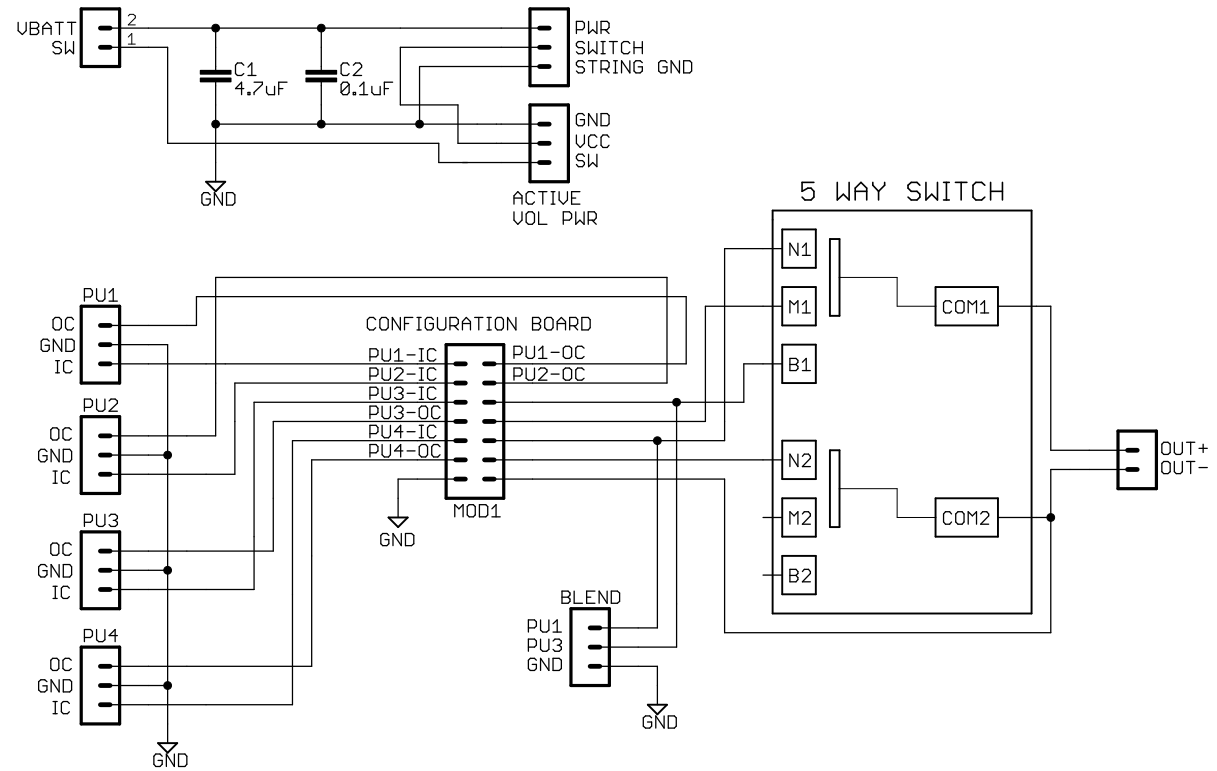 VBATT
2
SW
1
C1
4.7uF
C2
0.1uF
PWR
SWITCH
STRING GND
GND
VCC
SW
GND
ACTIVE
VOL PWR
5 WAY SWITCH
N1
M1
COM1
B1
N2
M2
COM2
B2
OUT+
OUT-
PU1
OC
GND
IC
PU2
OC
GND
IC
PU3
OC
GND
IC
PU4
OC
GND
IC
GND
CONFIGURATION BOARD
PU1-IC
PU1-OC
PU2-IC
PU2-OC
PU3-IC
PU3-OC
PU4-IC
PU4-OC
MOD1
GND
BLEND
PU1
PU3
GND
GND